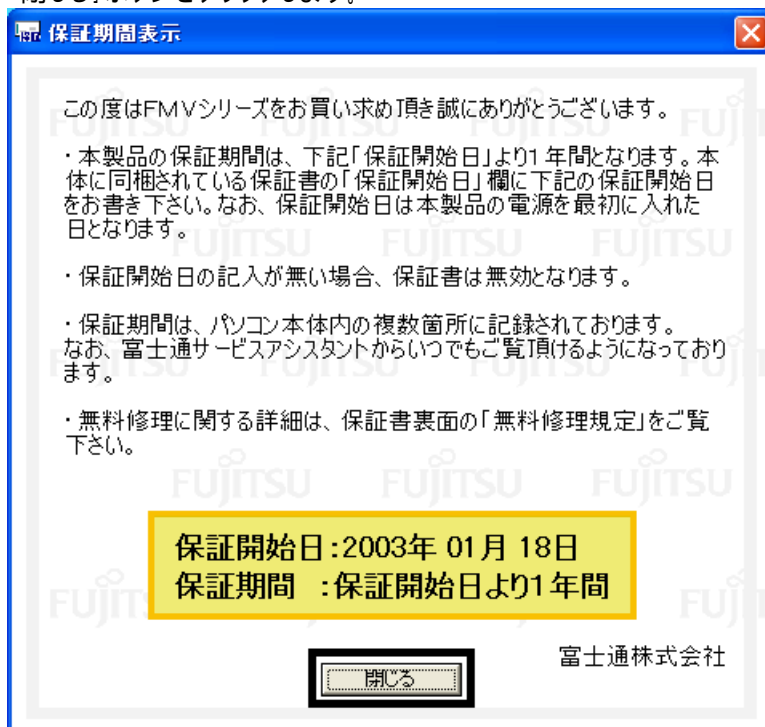 保証期間表示
この度はFMVシリーズをお買い求め頂き誠にありがとうございます。
・本製品の保証期間は、下記「保証開始日」より1年間となります。本
体に同梱されている保証書の「保証開始日」欄に下記の保証開始日
をお書き下さい。なお、保証開始日は本製品の電源を最初に入れた
日となります。
・保証開始日の記入が無い場合、保証書は無効となります。
・保証期間は、パソコン本体内の複数箇所に記録されております。
なお、富士通サービスアシスタントからいつでもご覧頂けるようになっており
ます。
・無料修理に関する詳細は、保証書裏面の「無料修理規定」をご覧
下さい。
FUJITSU FUJITSU FUJITSU
保証開始日:2003年 01月 18日
保証期間 :保証開始日より1年間
富士通株式会社
閉じる